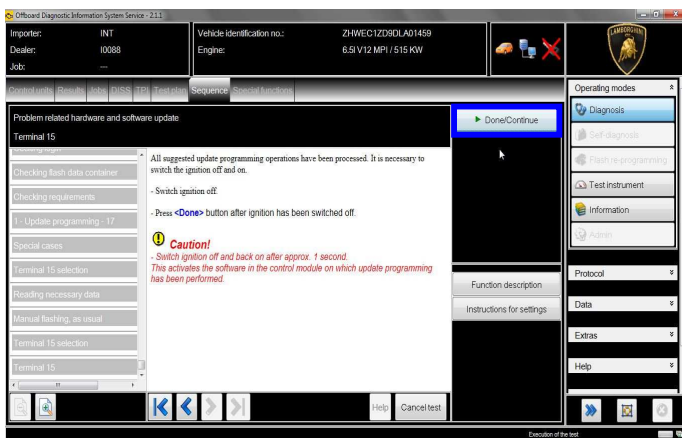 Offboard Diagnostic Information System Service - 2.1.1
Importer: INT
Dealer: I0088
Job: ---
Vehicle identification no.: ZHWEC1ZD9DLA01459
Engine: 6.5l V12 MPI / 515 KW
LAMBORGHINI
Control units Results Jobs DISS TPI Test plan Sequence Special functions
Problem related hardware and software update
Terminal 15
Checking flash data container
Checking requirements
1 - Update programming - 17
Special cases
Terminal 15 selection
Reading necessary data
Manual flashing, as usual
Terminal 15 selection
Terminal 15
All suggested update programming operations have been processed. It is necessary to
switch the ignition off and on.
- Switch ignition off.
- Press <Done> button after ignition has been switched off.
Caution!
- Switch ignition off and back on after approx. 1 second.
This activates the software in the control module on which update programming
has been performed.
Help
Cancel test
Done/Continue
Function description
Instructions for settings
Operating modes
Diagnosis
Self-diagnosis
Flash re-programming
Test instrument
Information
Admin
Protocol
Data
Extras
Help
Execution of the test